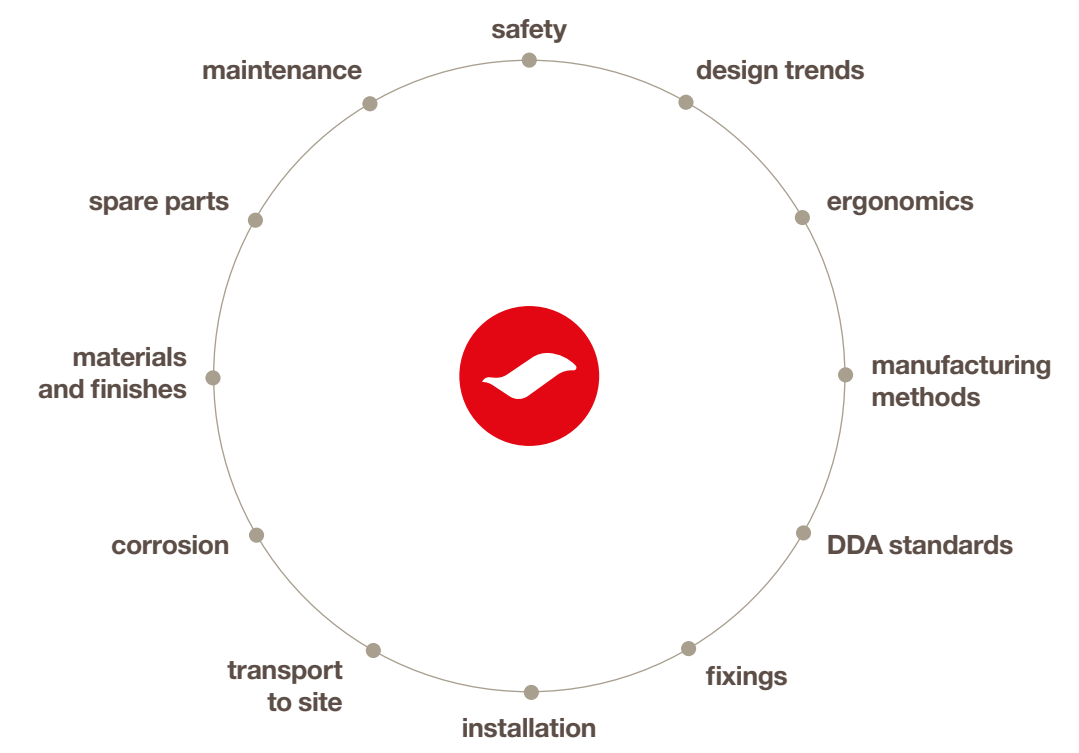 safety
design trends
ergonomics
manufacturing
methods
DDA standards
fixings
installation
transport
to site
corrosion
materials
and finishes
spare parts
maintenance